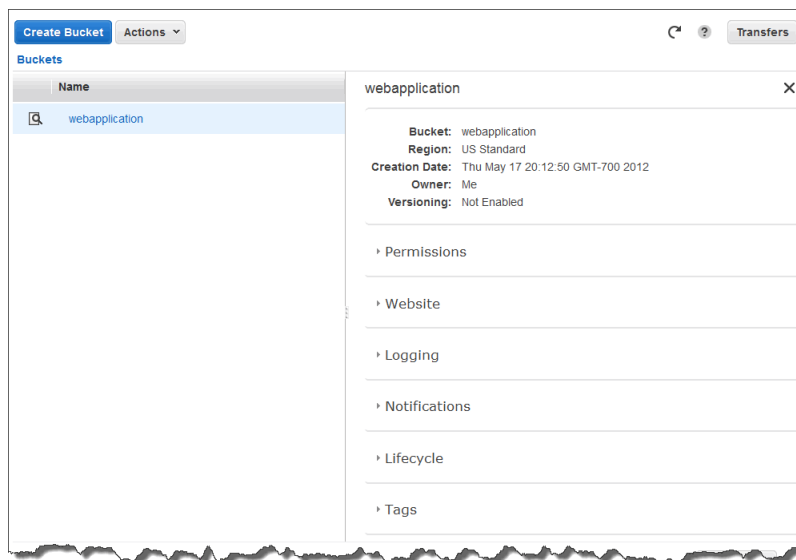 Create Bucket Actions Transfers
Buckets
Name
webapplication
webapplication
Bucket: webapplication
Region: US Standard
Creation Date: Thu May 17 20:12:50 GMT-700 2012
Owner: Me
Versioning: Not Enabled
Permissions
Website
Logging
Notifications
Lifecycle
Tags